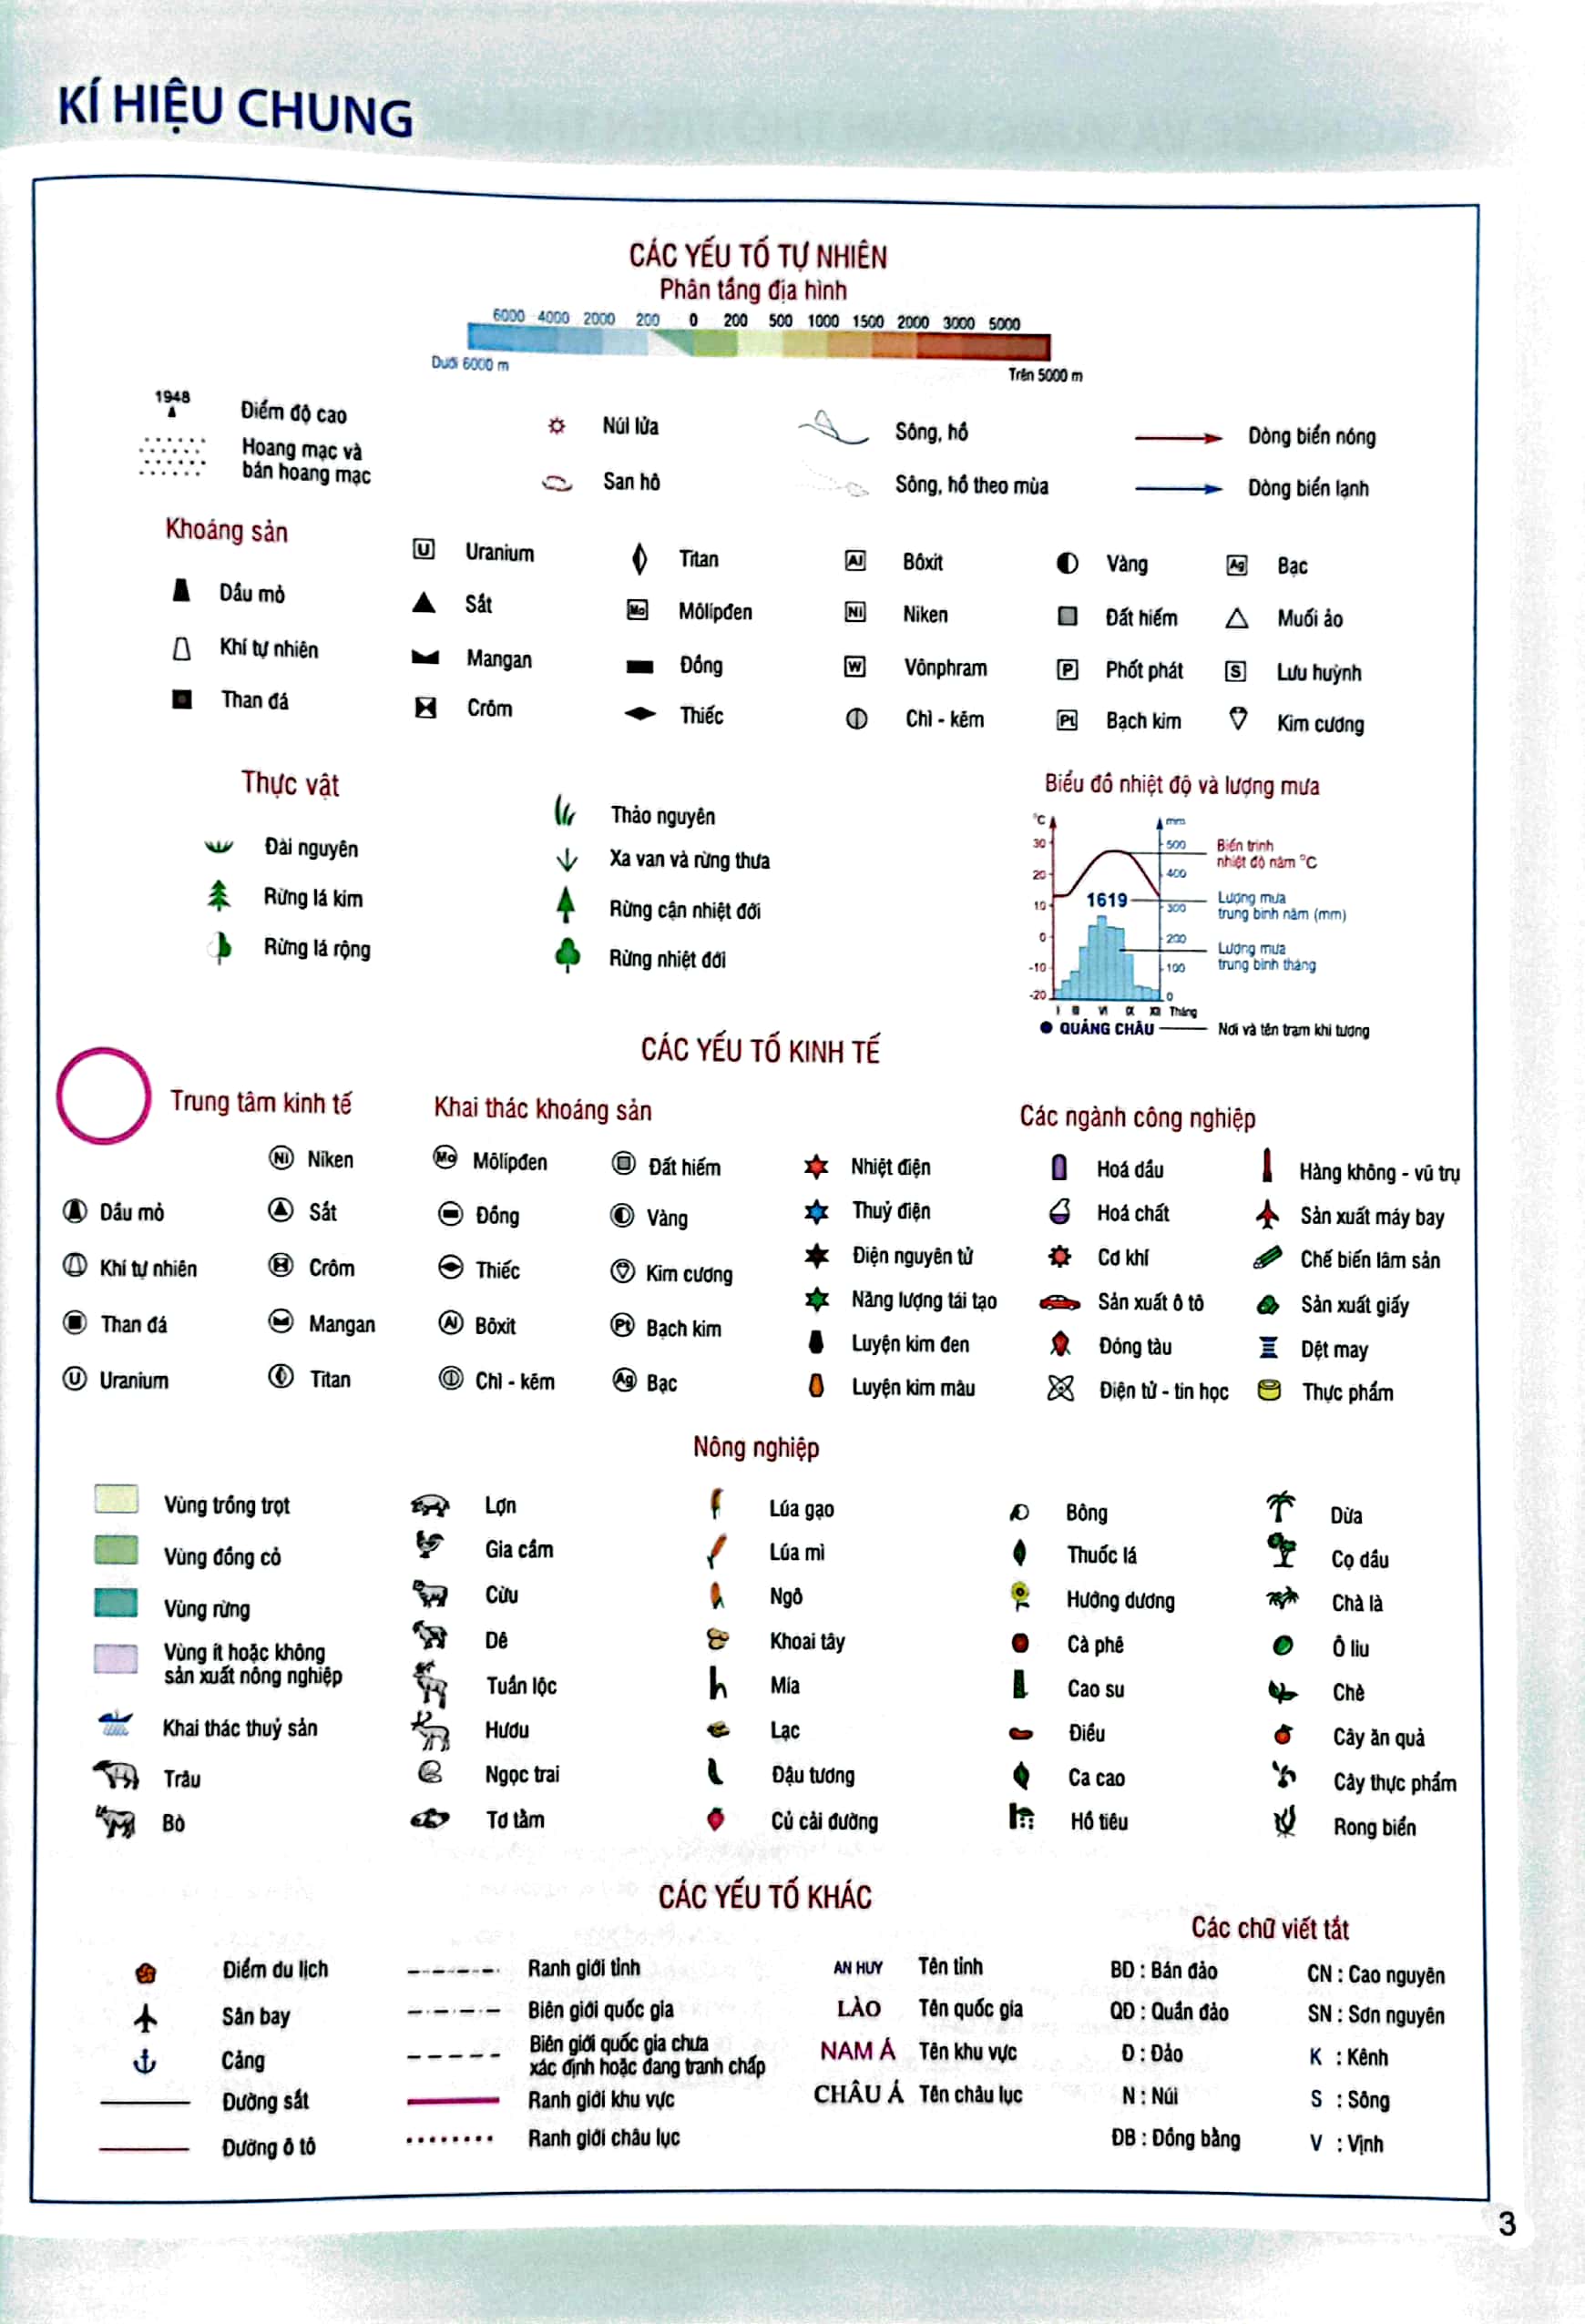 KÍ HIỆU CHUNG
CÁC YẾU TỐ TỰ NHIÊN
Phân tầng địa hình
6000 4000 2000 200 0 200 500 1000 1500 2000 3000 5000
Dưới 6000 m
Trên 5000 m
1948
Điểm độ cao
Hoang mạc và
bán hoang mạc
Núi lửa
San hô
Sông, hồ
Sông, hồ theo mùa
Dòng biển nóng
Dòng biển lạnh
Khoáng sản
Dầu mỏ
Khí tự nhiên
Than đá
U Uranium
Sắt
Mangan
Crôm
Titan
Mo Môlipđen
Đồng
Thiếc
Al Bôxit
Ni Niken
W Vônphram
Chì - kẽm
Vàng
Đất hiếm
P Phốt phát
Pt Bạch kim
Ag Bạc
Muối ảo
S Lưu huỳnh
Kim cương
Thực vật
Đài nguyên
Rừng lá kim
Rừng lá rộng
Thảo nguyên
Xa van và rừng thưa
Rừng cận nhiệt đới
Rừng nhiệt đới
Biểu đồ nhiệt độ và lượng mưa
°C
30
20
10
0
-10
-20
mm
500
400
300
200
100
0
1619
I III VI IX XII Tháng
Biến trình
nhiệt độ năm °C
Lượng mưa
trung bình năm (mm)
Lượng mưa
trung bình tháng
QUẢNG CHÂU
Nơi và tên trạm khí tượng
CÁC YẾU TỐ KINH TẾ
Trung tâm kinh tế
Khai thác khoáng sản
Dầu mỏ
Khí tự nhiên
Than đá
U Uranium
Ni Niken
Sắt
Crôm
Mangan
Titan
Mo Môlipđen
Đồng
Thiếc
Al Bôxit
Chì - kẽm
Đất hiếm
Vàng
Kim cương
Pt Bạch kim
Ag Bạc
Các ngành công nghiệp
Nhiệt điện
Thuỷ điện
Điện nguyên tử
Năng lượng tái tạo
Luyện kim đen
Luyện kim màu
Hoá dầu
Hoá chất
Cơ khí
Sản xuất ô tô
Đóng tàu
Điện tử - tin học
Hàng không - vũ trụ
Sản xuất máy bay
Chế biến lâm sản
Sản xuất giấy
Dệt may
Thực phẩm
Nông nghiệp
Vùng trồng trọt
Vùng đồng cỏ
Vùng rừng
Vùng ít hoặc không
sản xuất nông nghiệp
Khai thác thuỷ sản
Trâu
Bò
Lợn
Gia cầm
Cừu
Dê
Tuần lộc
Hươu
Ngọc trai
Tơ tằm
Lúa gạo
Lúa mì
Ngô
Khoai tây
Mía
Lạc
Đậu tương
Củ cải đường
Bông
Thuốc lá
Hướng dương
Cà phê
Cao su
Điều
Ca cao
Hồ tiêu
Dừa
Cọ dầu
Chà là
Ô liu
Chè
Cây ăn quả
Cây thực phẩm
Rong biển
CÁC YẾU TỐ KHÁC
Điểm du lịch
Sân bay
Cảng
Đường sắt
Đường ô tô
Ranh giới tỉnh
Biên giới quốc gia
Biên giới quốc gia chưa
xác định hoặc đang tranh chấp
Ranh giới khu vực
Ranh giới châu lục
AN HUY Tên tỉnh
LÀO Tên quốc gia
NAM Á Tên khu vực
CHÂU Á Tên châu lục
Các chữ viết tắt
BĐ : Bán đảo
QĐ : Quần đảo
Đ : Đảo
N : Núi
ĐB : Đồng bằng
CN : Cao nguyên
SN : Sơn nguyên
K : Kênh
S : Sông
V : Vịnh
3